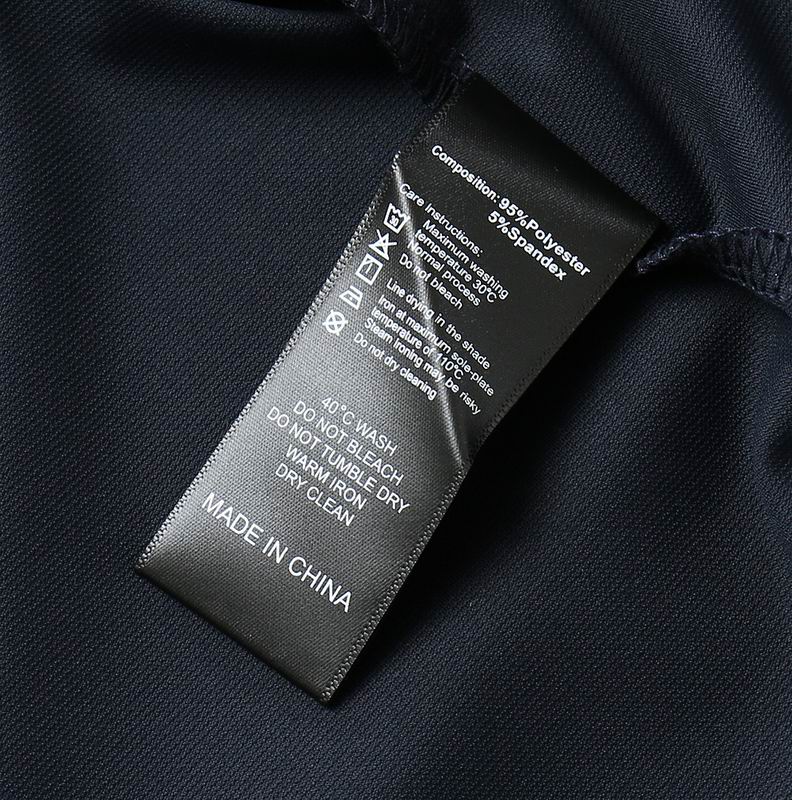 Composition: 95%Polyester
5%Spandex
Care instructions:
30
Maximum washing
temperature 30°C
Normal process
Do not bleach
Line drying in the shade
Iron at maximum sole-plate
temperature of 110°C
Steam ironing may be risky
Do not dry cleaning
40°C WASH
DO NOT BLEACH
DO NOT TUMBLE DRY
WARM IRON
DRY CLEAN
MADE IN CHINA